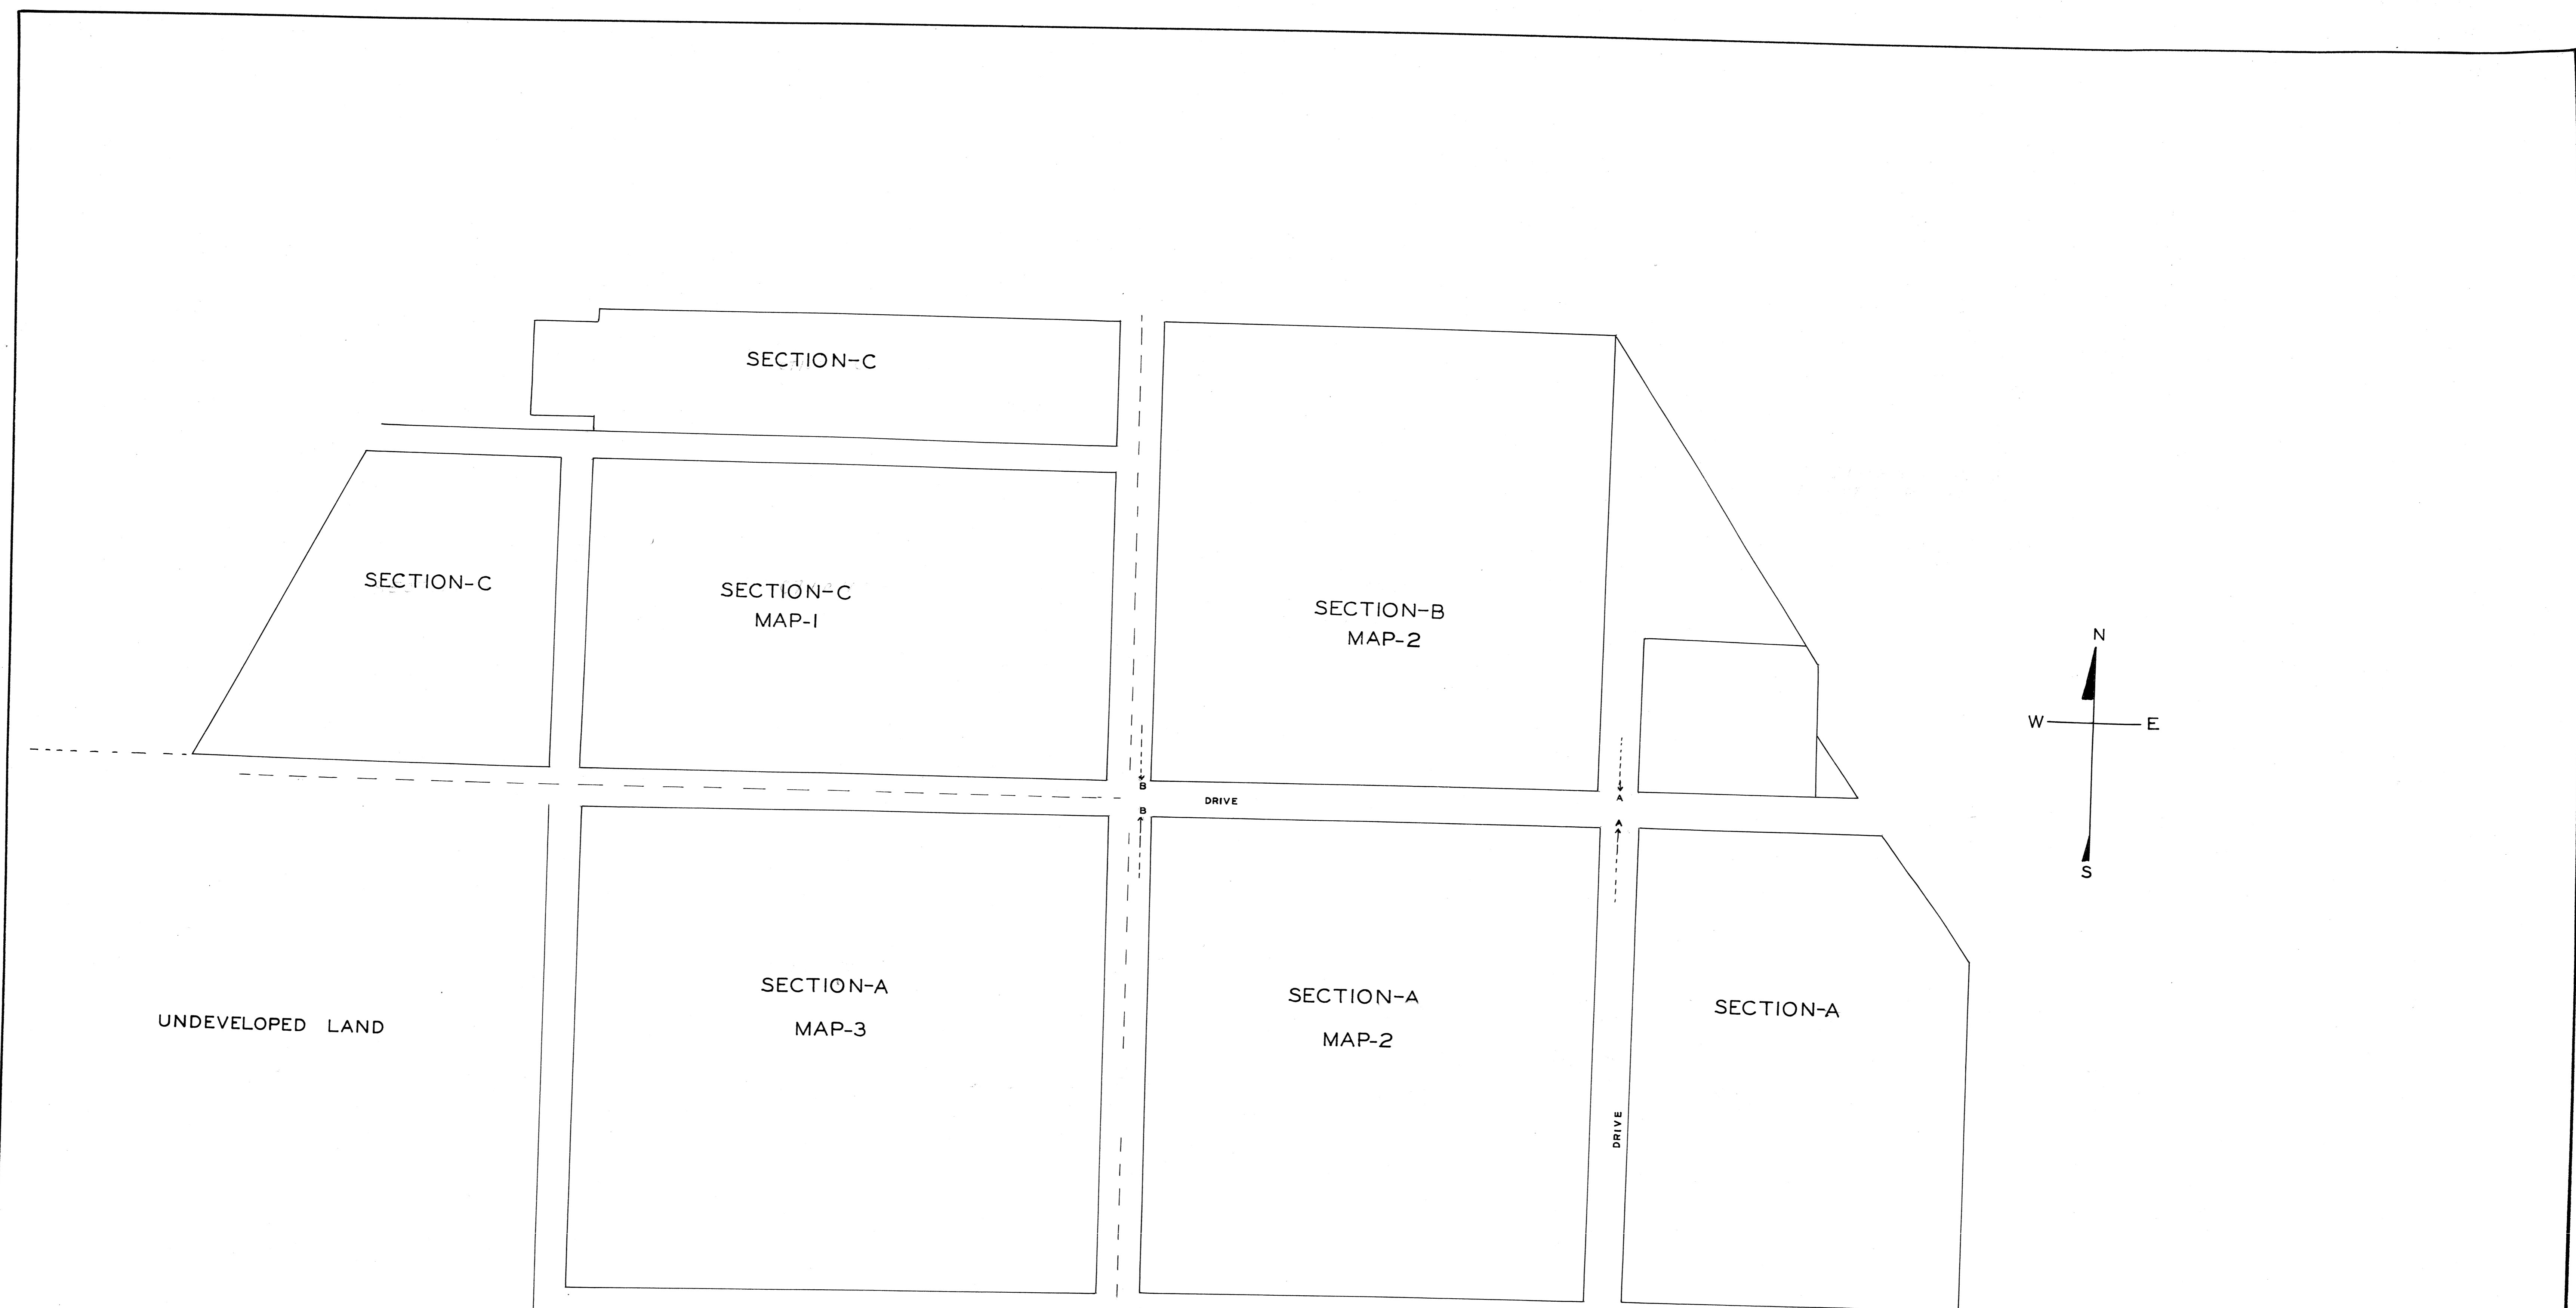 SECTION-C
SECTION-C
SECTION-C
MAP-1
SECTION-B
MAP-2
N
W
E
S
B
B
DRIVE
A
A
SECTION-A
MAP-3
SECTION-A
MAP-2
SECTION-A
UNDEVELOPED LAND
DRIVE